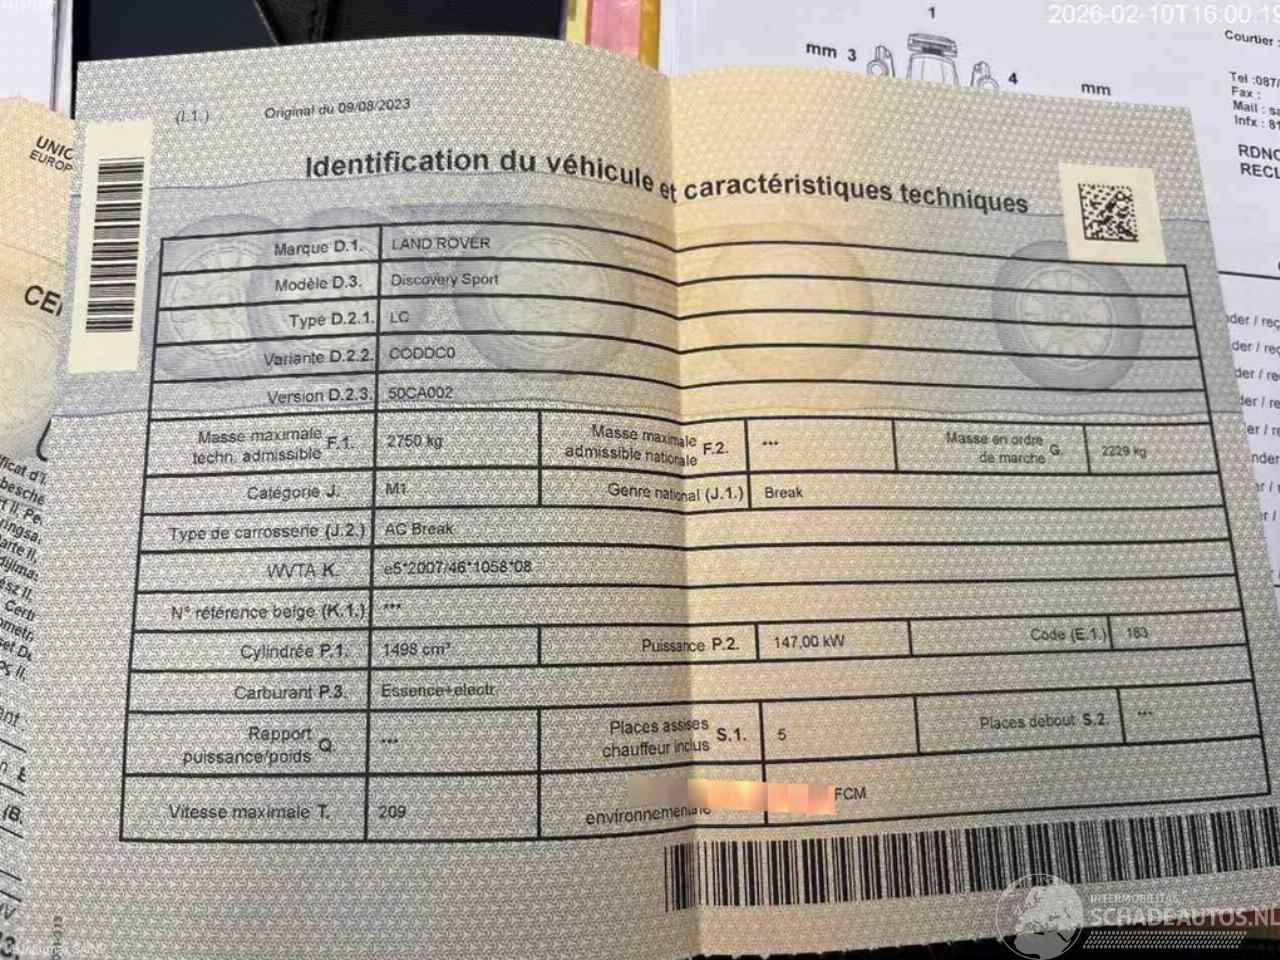 2026-02-10T16:00:19
1
mm 3
4
mm
Courtier
Tel :087/
Fax :
Mail : sa
Infx : 81
RDNC
RECL
UNIC
EUROP
(I.1.) Original du 09/08/2023
Identification du véhicule et caractéristiques techniques
Marque D.1. LAND ROVER
Modèle D.3. Discovery Sport
Type D.2.1. LC
Variante D.2.2. CODDC0
Version D.2.3. 50CA002
Masse maximale techn. admissible F.1. 2750 kg Masse maximale admissible nationale F.2. *** Masse en ordre de marche G. 2229 kg
Catégorie J. M1 Genre national (J.1.) Break
Type de carrosserie (J.2.) AC Break
WVTA K. e5*2007/46*1058*08
N° référence belge (K.1.) ***
Cylindrée P.1. 1498 cm³ Puissance P.2. 147,00 kW Code (E.1.) 183
Carburant P.3. Essence+electr.
Rapport puissance/poids Q. *** Places assises chauffeur inclus S.1. 5 Places debout S.2. ***
Vitesse maximale T. 209 environnementale FCM
INTERMOBILITAS
SCHADEAUTOS.NL